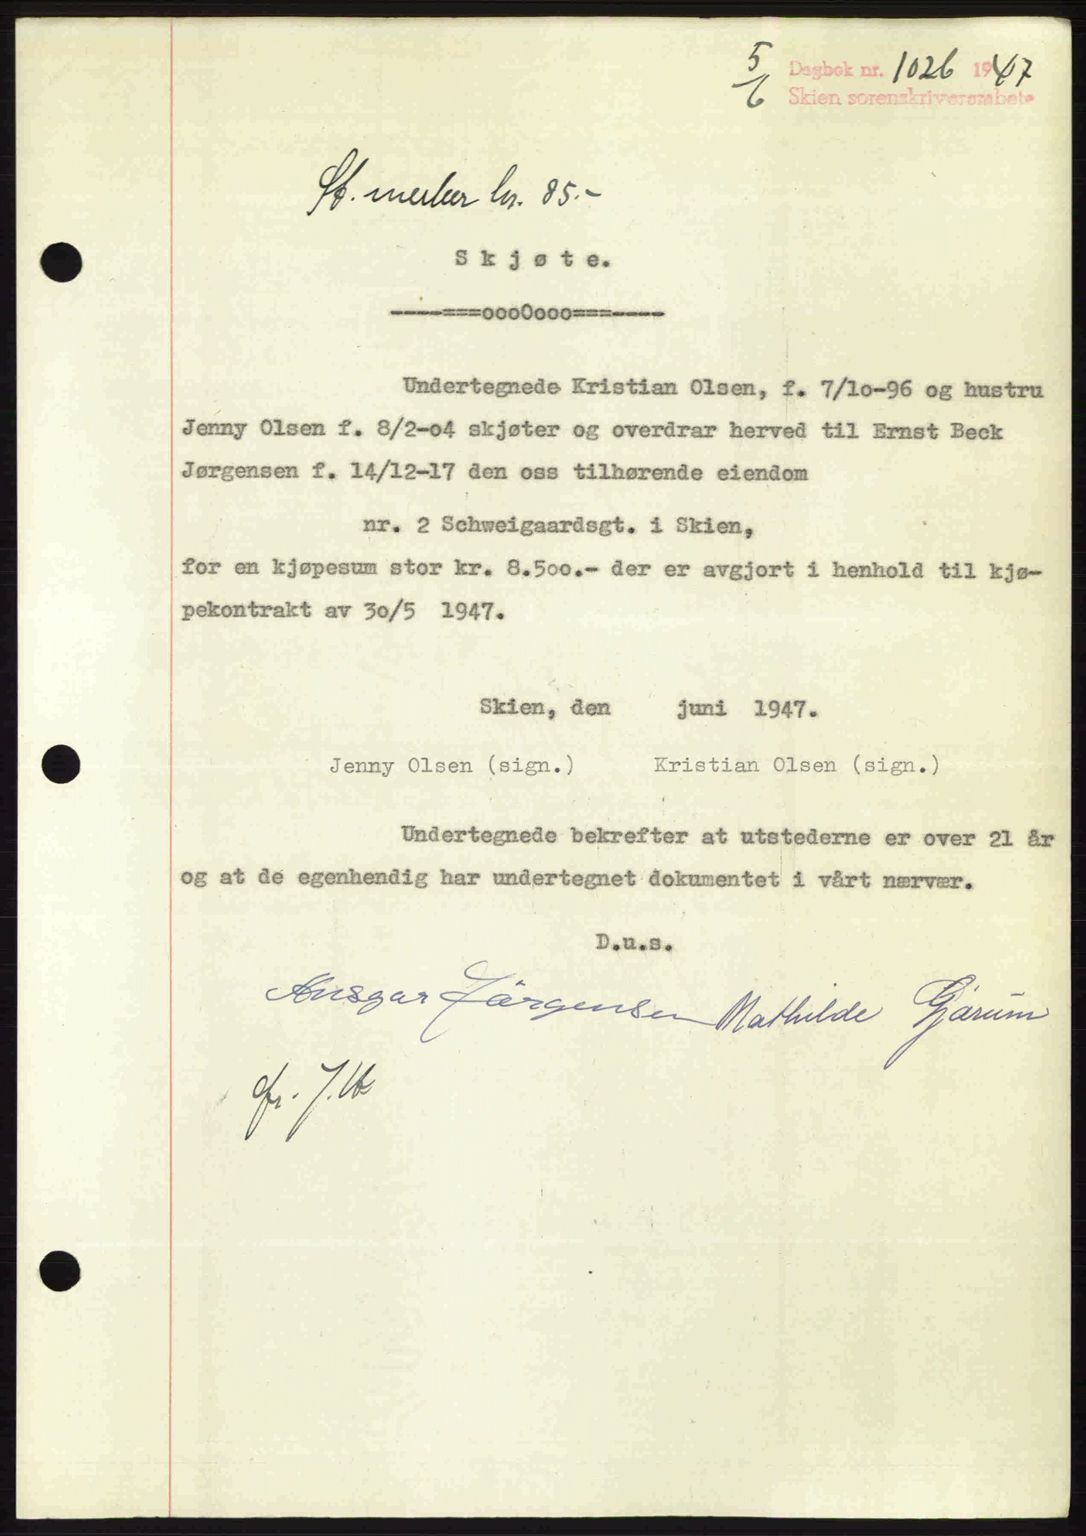 5/6 Dagbok nr. 1026 1947
Skien sorenskriverembete
St. merker kr. 85.-
Skjøte.
-----===oooOooo===-----
Undertegnede Kristian Olsen, f. 7/10-96 og hustru
Jenny Olsen f. 8/2-04 skjøter og overdrar herved til Ernst Beck
Jørgensen f. 14/12-17 den oss tilhørende eiendom
nr. 2 Schweigaardsgt. i Skien,
for en kjøpesum stor kr. 8.500.- der er avgjort i henhold til kjø-
pekontrakt av 30/5 1947.
Skien, den juni 1947.
Jenny Olsen (sign.) Kristian Olsen (sign.)
Undertegnede bekrefter at utstederne er over 21 år
og at de egenhendig har undertegnet dokumentet i vårt nærvær.
D.u.s.
Ansgar Jörgensen Mathilde Gjærum